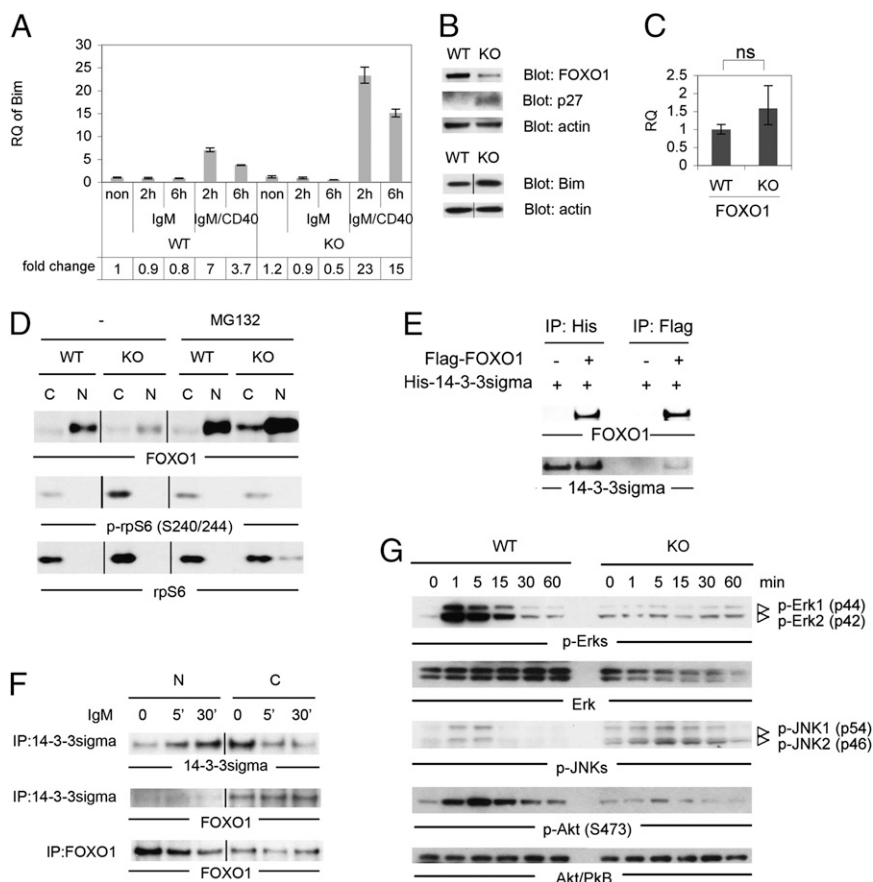 A
RQ of Bim
30
25
20
15
10
5
0
non 2h 6h 2h 6h non 2h 6h 2h 6h
IgM IgM/CD40 IgM IgM/CD40
WT KO
fold change 1 0.9 0.8 7 3.7 1.2 0.9 0.5 23 15
B
WT KO
Blot: FOXO1
Blot: p27
Blot: actin
WT KO
Blot: Bim
Blot: actin
C
ns
RQ
2.5
2
1.5
1
0.5
0
WT KO
FOXO1
D
- MG132
WT KO WT KO
C N C N C N C N
FOXO1
p-rpS6 (S240/244)
rpS6
E
IP: His IP: Flag
Flag-FOXO1 - + - +
His-14-3-3sigma + + + +
FOXO1
14-3-3sigma
F
N C
IgM 0 5' 30' 0 5' 30'
IP:14-3-3sigma
14-3-3sigma
IP:14-3-3sigma
FOXO1
IP:FOXO1
FOXO1
G
WT KO
0 1 5 15 30 60 0 1 5 15 30 60 min
p-Erk1 (p44)
p-Erk2 (p42)
p-Erks
Erk
p-JNK1 (p54)
p-JNK2 (p46)
p-JNKs
p-Akt (S473)
Akt/PkB